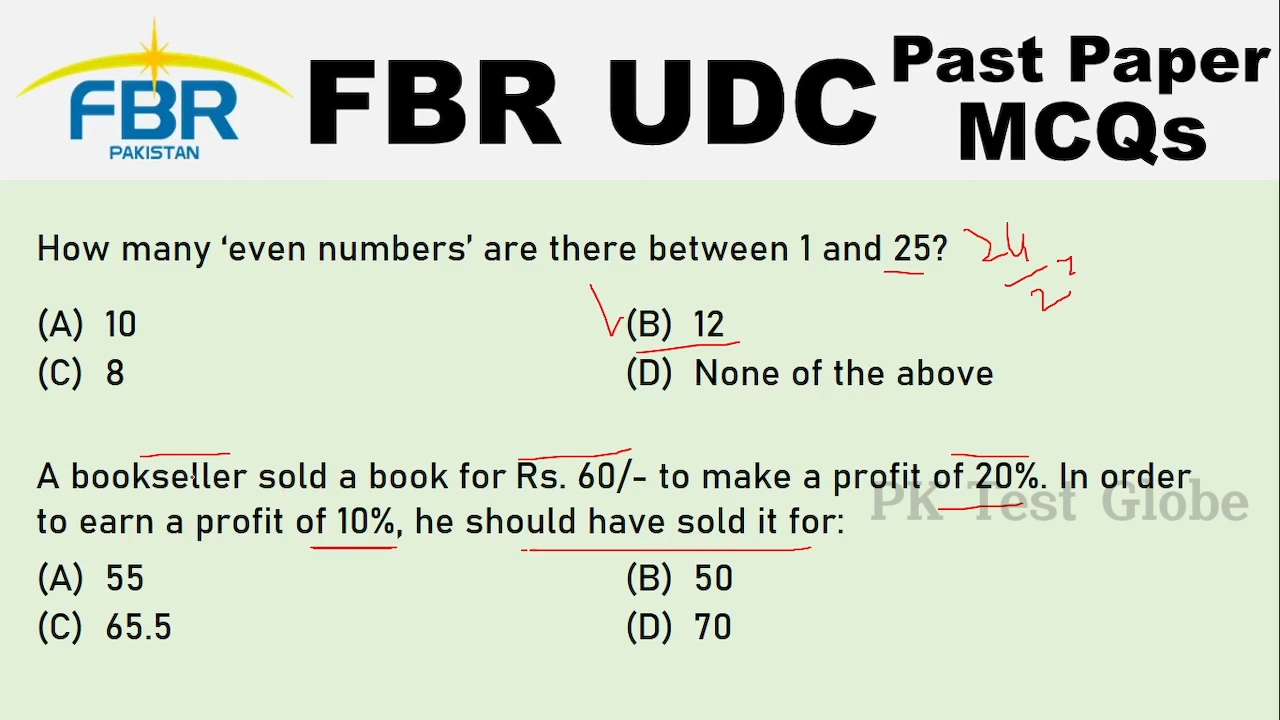 FBR
PAKISTAN
FBR UDC
Past Paper
MCQs
How many ‘even numbers’ are there between 1 and 25?
24
2
(A) 10
(B) 12
(C) 8
(D) None of the above
A bookseller sold a book for Rs. 60/- to make a profit of 20%. In order
to earn a profit of 10%, he should have sold it for:
PK Test Globe
(A) 55
(B) 50
(C) 65.5
(D) 70